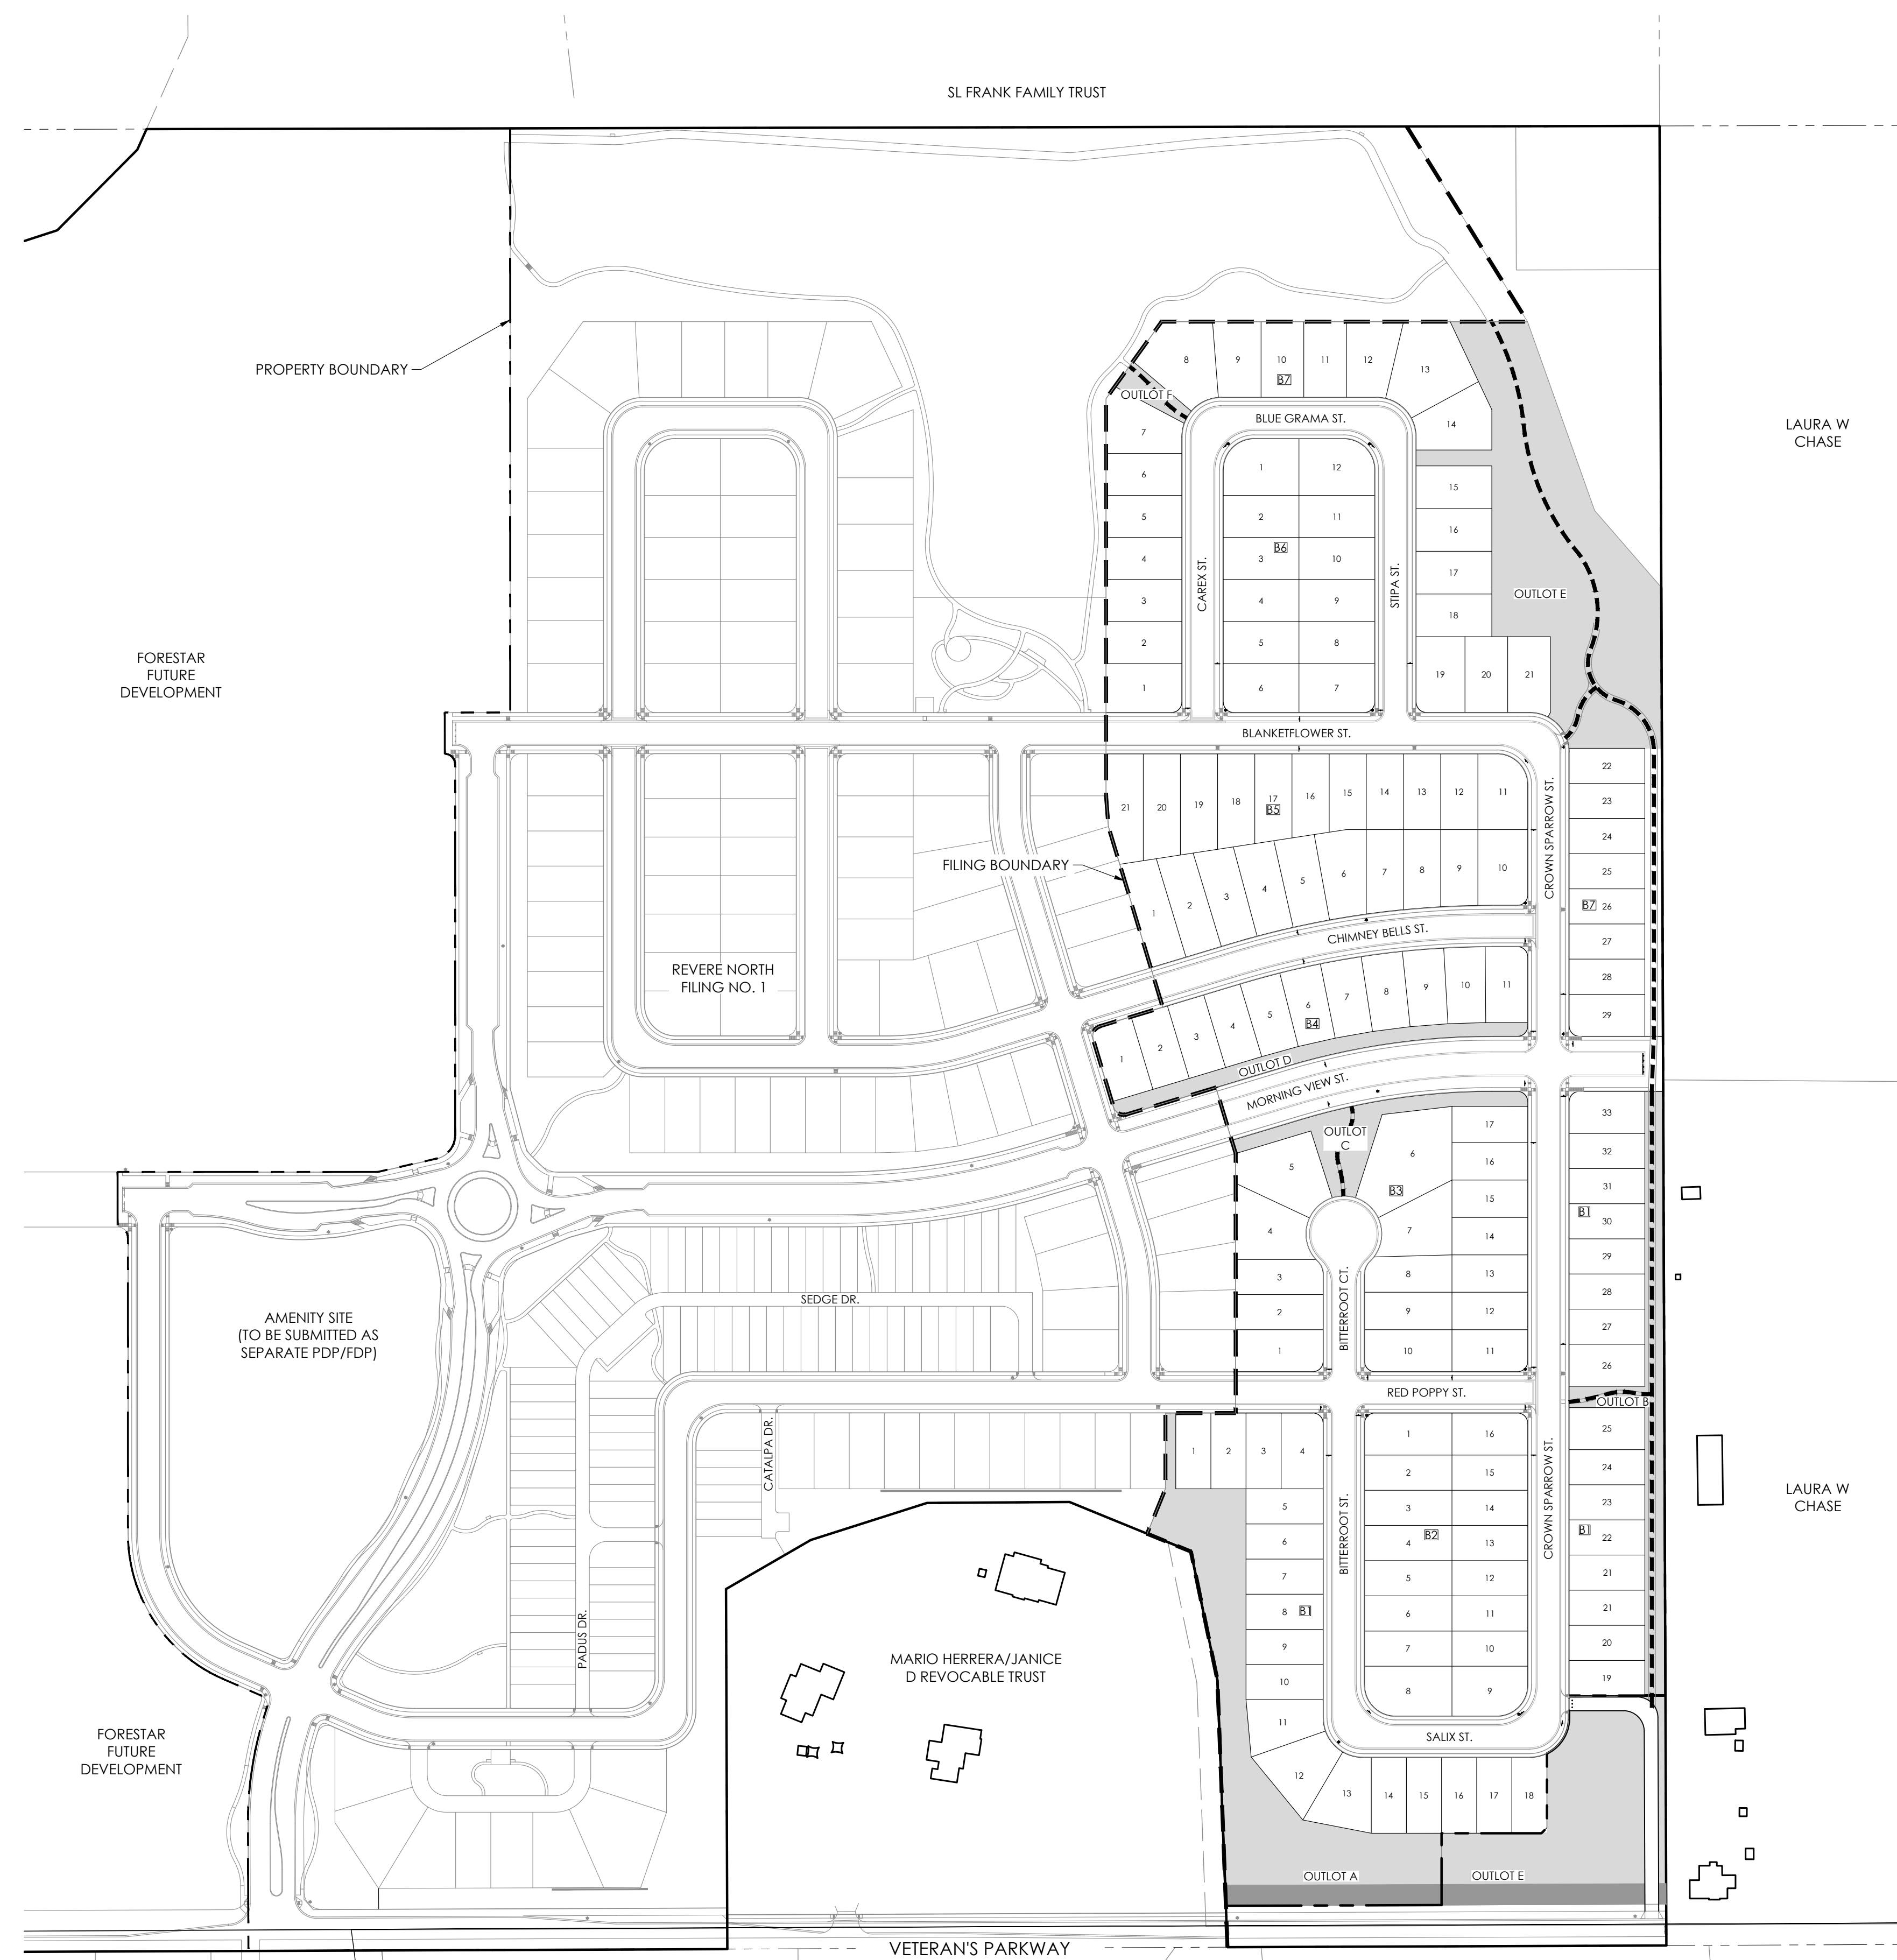 SL FRANK FAMILY TRUST
PROPERTY BOUNDARY
8
9
10
11
12
13
B7
OUTLOT F
BLUE GRAMA ST.
14
LAURA W
CHASE
7
6
5
4
3
2
1
CAREX ST.
1
12
2
11
B6
3
10
4
9
5
8
6
7
STIPA ST.
15
16
17
18
19
20
21
OUTLOT E
FORESTAR
FUTURE
DEVELOPMENT
BLANKETFLOWER ST.
21
20
19
18
17
16
15
14
13
12
11
B5
FILING BOUNDARY
1
2
3
4
5
6
7
8
9
10
CROWN SPARROW ST.
22
23
24
25
B7
26
27
28
29
CHIMNEY BELLS ST.
REVERE NORTH
FILING NO. 1
1
2
3
4
5
6
7
8
9
10
11
B4
OUTLOT D
MORNING VIEW ST.
OUTLOT
C
5
6
17
16
15
14
13
12
11
B3
4
7
3
8
2
9
1
10
BITTERROOT CT.
33
32
31
B1
30
29
28
27
26
AMENITY SITE
(TO BE SUBMITTED AS
SEPARATE PDP/FDP)
SEDGE DR.
RED POPPY ST.
OUTLOT B
CATALPA DR.
1
2
3
4
5
6
7
8
B1
9
10
11
12
13
14
15
16
17
18
BITTERROOT ST.
1
16
2
15
3
14
B2
4
13
5
12
6
11
7
10
8
9
CROWN SPARROW ST.
25
24
23
B1
22
21
21
20
19
LAURA W
CHASE
PADUS DR.
MARIO HERRERA/JANICE
D REVOCABLE TRUST
SALIX ST.
FORESTAR
FUTURE
DEVELOPMENT
OUTLOT A
OUTLOT E
VETERAN'S PARKWAY